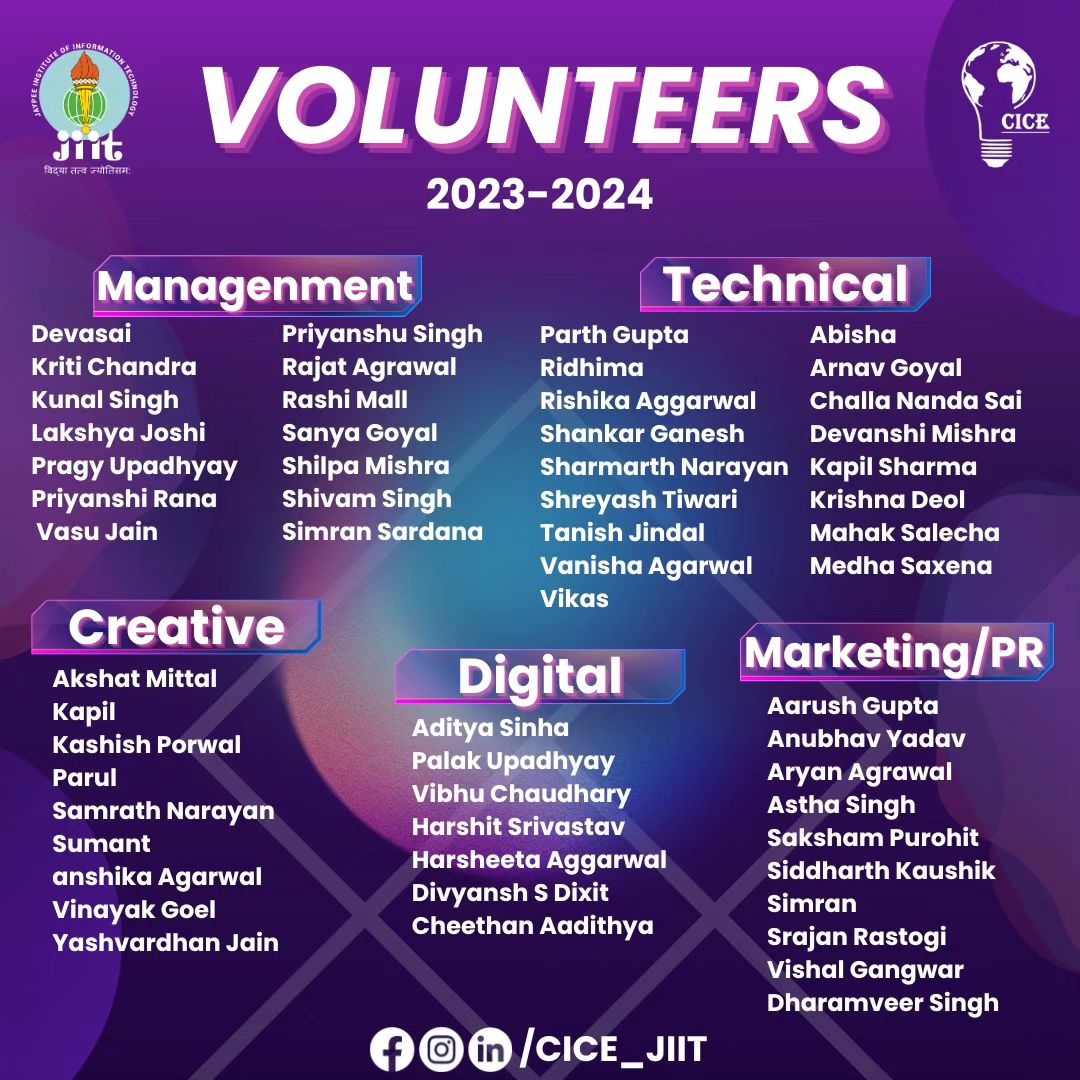 JAYPEE INSTITUTE OF INFORMATION TECHNOLOGY
jiit
विद्या तत्व ज्योतिसम:
VOLUNTEERS
2023-2024
CICE
Managenment
Devasai
Kriti Chandra
Kunal Singh
Lakshya Joshi
Pragy Upadhyay
Priyanshi Rana
Vasu Jain
Priyanshu Singh
Rajat Agrawal
Rashi Mall
Sanya Goyal
Shilpa Mishra
Shivam Singh
Simran Sardana
Technical
Parth Gupta
Ridhima
Rishika Aggarwal
Shankar Ganesh
Sharmarth Narayan
Shreyash Tiwari
Tanish Jindal
Vanisha Agarwal
Vikas
Abisha
Arnav Goyal
Challa Nanda Sai
Devanshi Mishra
Kapil Sharma
Krishna Deol
Mahak Salecha
Medha Saxena
Creative
Akshat Mittal
Kapil
Kashish Porwal
Parul
Samrath Narayan
Sumant
anshika Agarwal
Vinayak Goel
Yashvardhan Jain
Digital
Aditya Sinha
Palak Upadhyay
Vibhu Chaudhary
Harshit Srivastav
Harsheeta Aggarwal
Divyansh S Dixit
Cheethan Aadithya
Marketing/PR
Aarush Gupta
Anubhav Yadav
Aryan Agrawal
Astha Singh
Saksham Purohit
Siddharth Kaushik
Simran
Srajan Rastogi
Vishal Gangwar
Dharamveer Singh
/CICE_JIIT